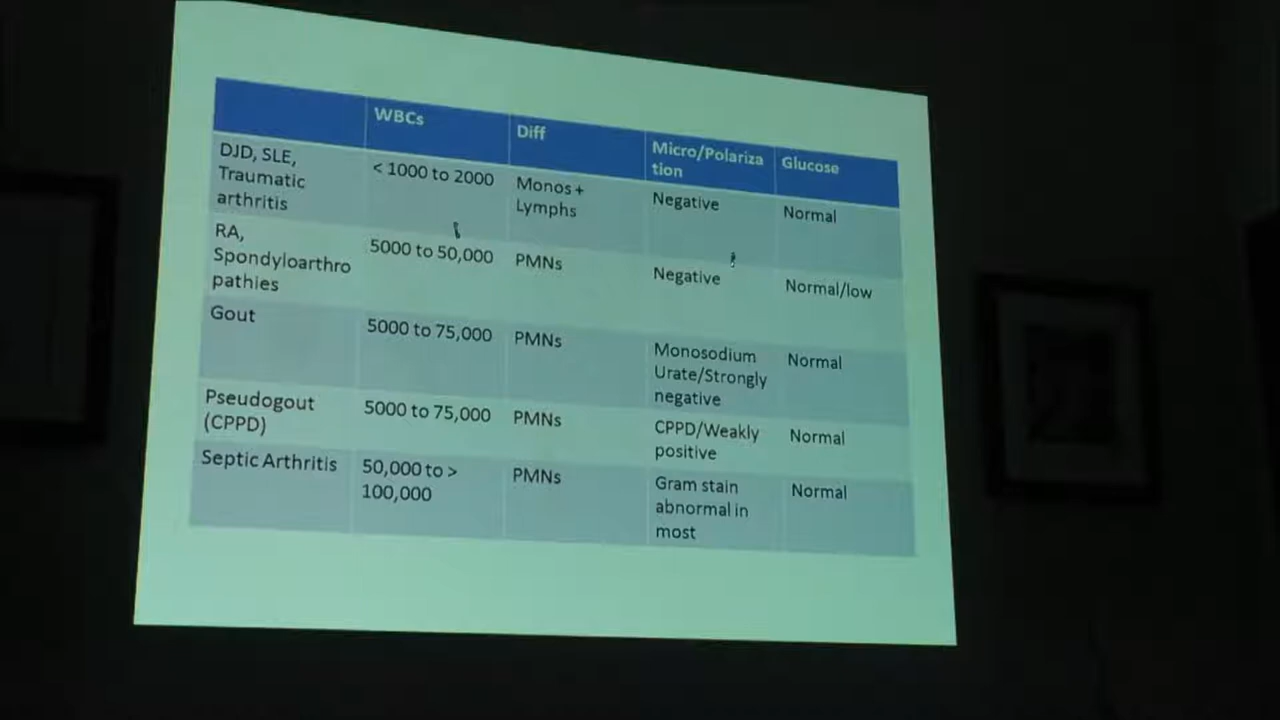 WBCs
Diff
Micro/Polariza
tion
Glucose
DJD, SLE,
Traumatic
arthritis
< 1000 to 2000
Monos +
Lymphs
Negative
Normal
RA,
Spondyloarthro
pathies
5000 to 50,000
PMNs
Negative
Normal/low
Gout
5000 to 75,000
PMNs
Monosodium
Urate/Strongly
negative
Normal
Pseudogout
(CPPD)
5000 to 75,000
PMNs
CPPD/Weakly
positive
Normal
Septic Arthritis
50,000 to >
100,000
PMNs
Gram stain
abnormal in
most
Normal